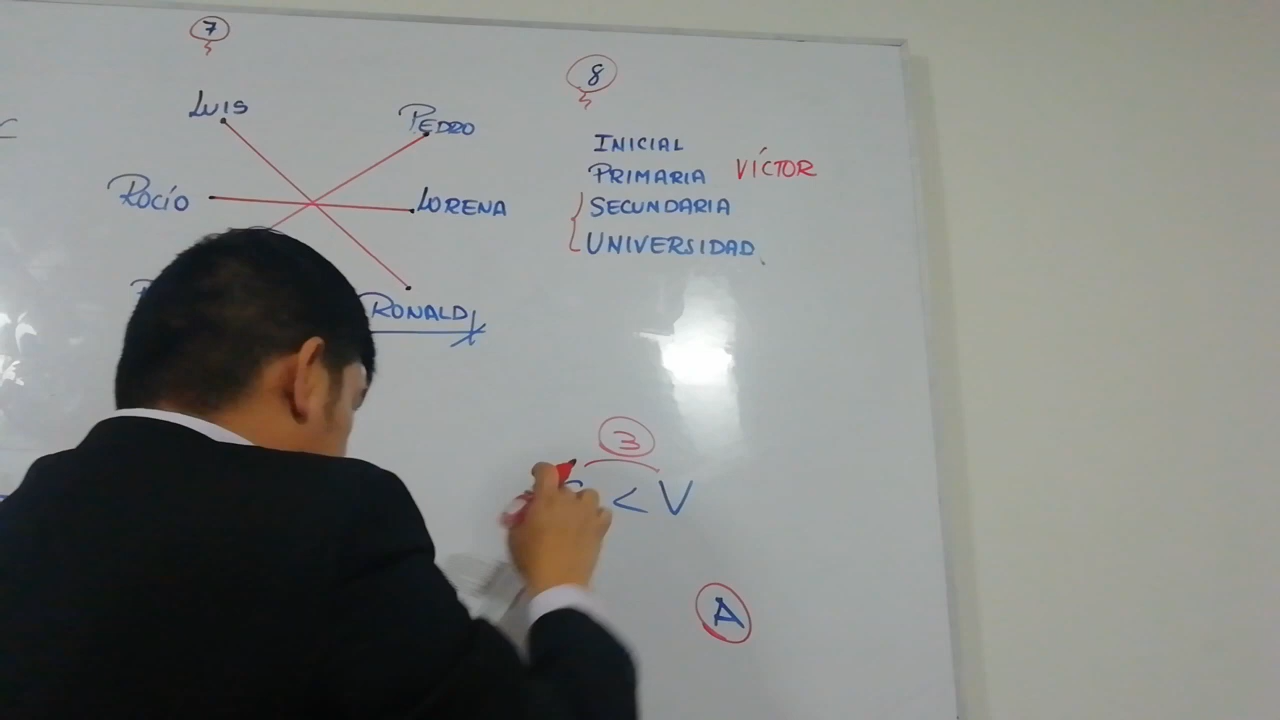 7
LUIS
PEDRO
ROCÍO
LORENA
RONALD
8
INICIAL
PRIMARIA VÍCTOR
SECUNDARIA
UNIVERSIDAD
3
< V
A